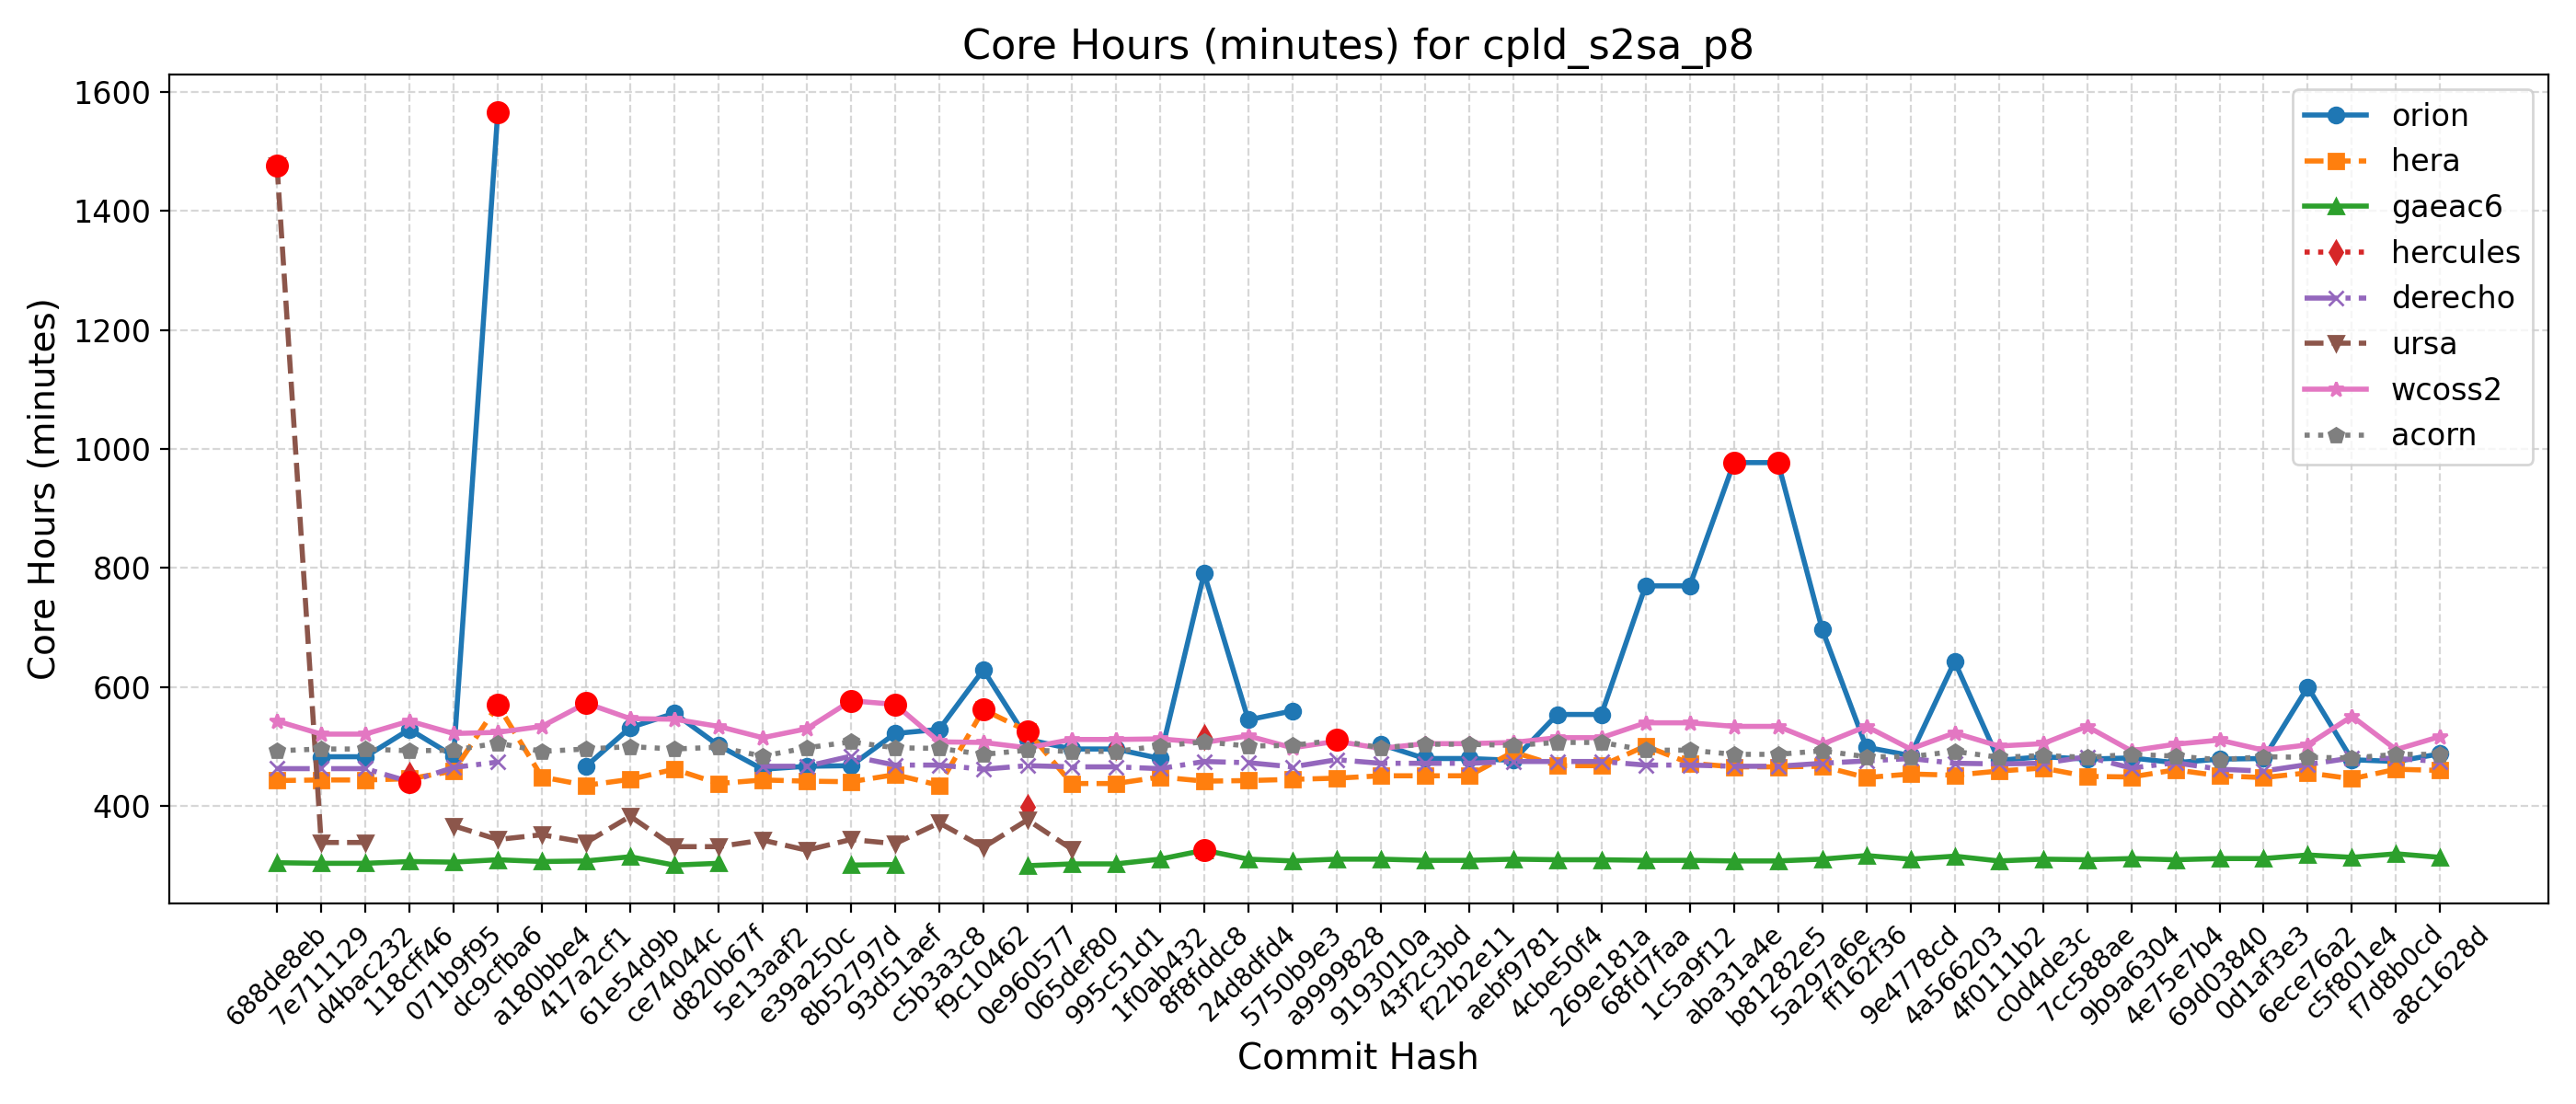 Core Hours (minutes) for cpld_s2sa_p8
Core Hours (minutes)
1600
1400
1200
1000
800
600
400
orion
hera
gaeac6
hercules
derecho
ursa
wcoss2
acorn
688de8eb
7e711129
d4bac232
118cff46
071b9f95
dc9cfba6
a180bbe4
417a2cf1
61e54d9b
ce74044c
d820b67f
5e13aaf2
e39a250c
8b52797d
93d51aef
c5b3a3c8
f9c10462
0e960577
065def80
995c51d1
1f0ab432
8f8fddc8
24d8dfd4
5750b9e3
a9999828
9193010a
43f2c3bd
f22b2e11
aebf9781
4cbe50f4
269e181a
68fd7faa
1c5a9f12
aba31a4e
b81282e5
5a297a6e
ff162f36
9e4778cd
4a566203
4f0111b2
c0d4de3c
7cc588ae
9b9a6304
4e75e7b4
69d03840
0d1af3e3
6ece76a2
c5f801e4
f7d8b0cd
a8c1628d
Commit Hash